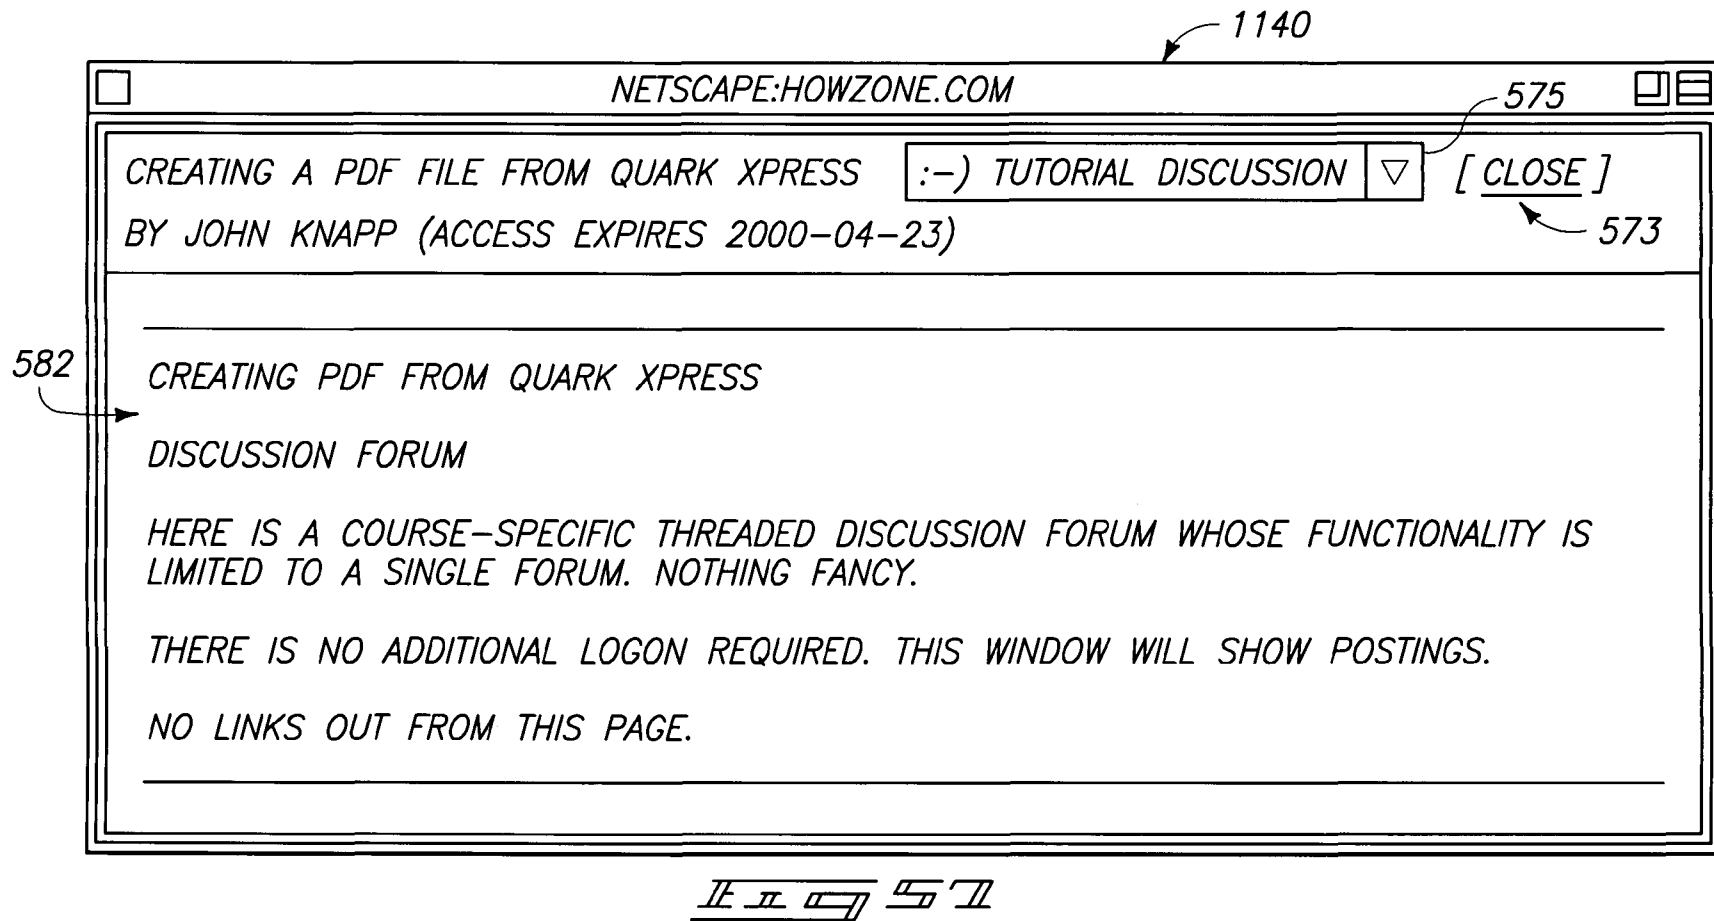 1140
NETSCAPE:HOWZONE.COM
575
CREATING A PDF FILE FROM QUARK XPRESS :-) TUTORIAL DISCUSSION ▽ [ CLOSE ]
BY JOHN KNAPP (ACCESS EXPIRES 2000-04-23)
573
582
CREATING PDF FROM QUARK XPRESS
DISCUSSION FORUM
HERE IS A COURSE-SPECIFIC THREADED DISCUSSION FORUM WHOSE FUNCTIONALITY IS
LIMITED TO A SINGLE FORUM. NOTHING FANCY.
THERE IS NO ADDITIONAL LOGON REQUIRED. THIS WINDOW WILL SHOW POSTINGS.
NO LINKS OUT FROM THIS PAGE.
FIG 57